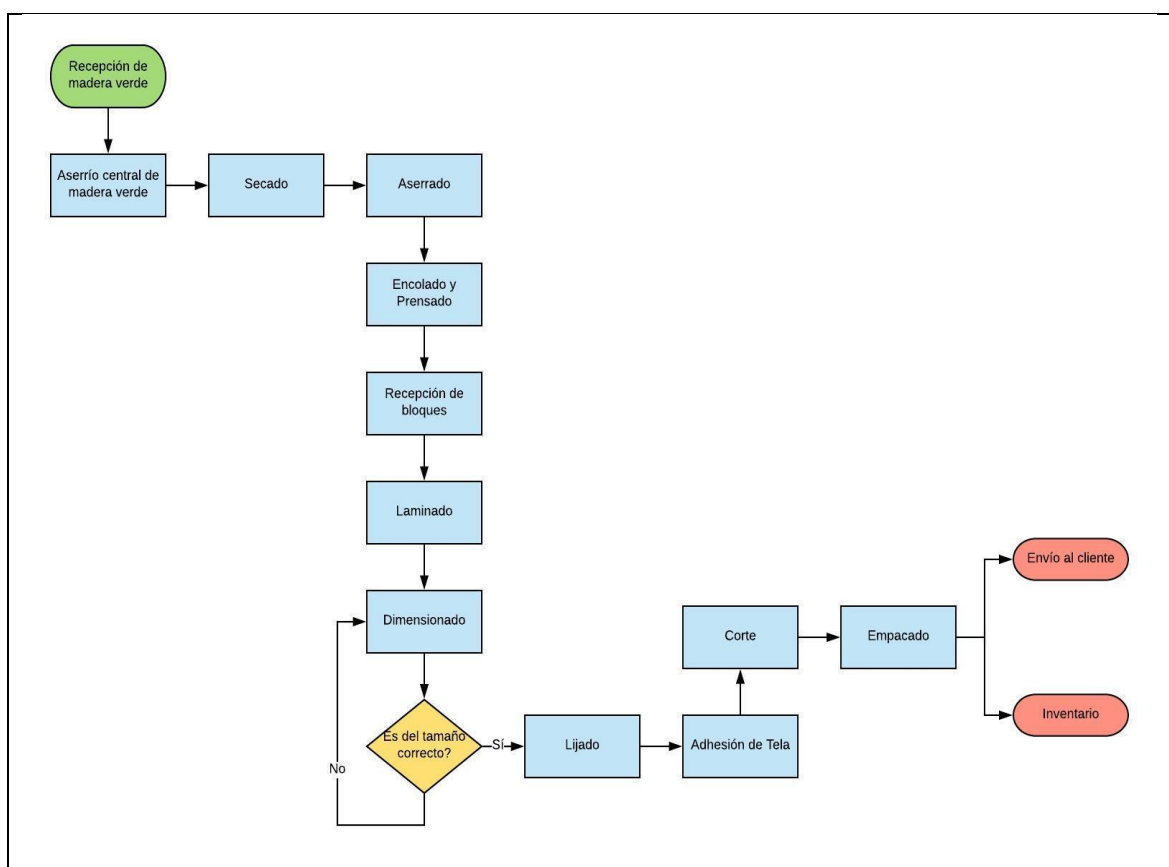 Recepción de
madera verde
Aserrío central de
madera verde
Secado
Aserrado
Encolado y
Prensado
Recepción de
bloques
Laminado
Dimensionado
Es del tamaño
correcto?
No
Sí
Lijado
Adhesión de Tela
Corte
Empacado
Envío al cliente
Inventario